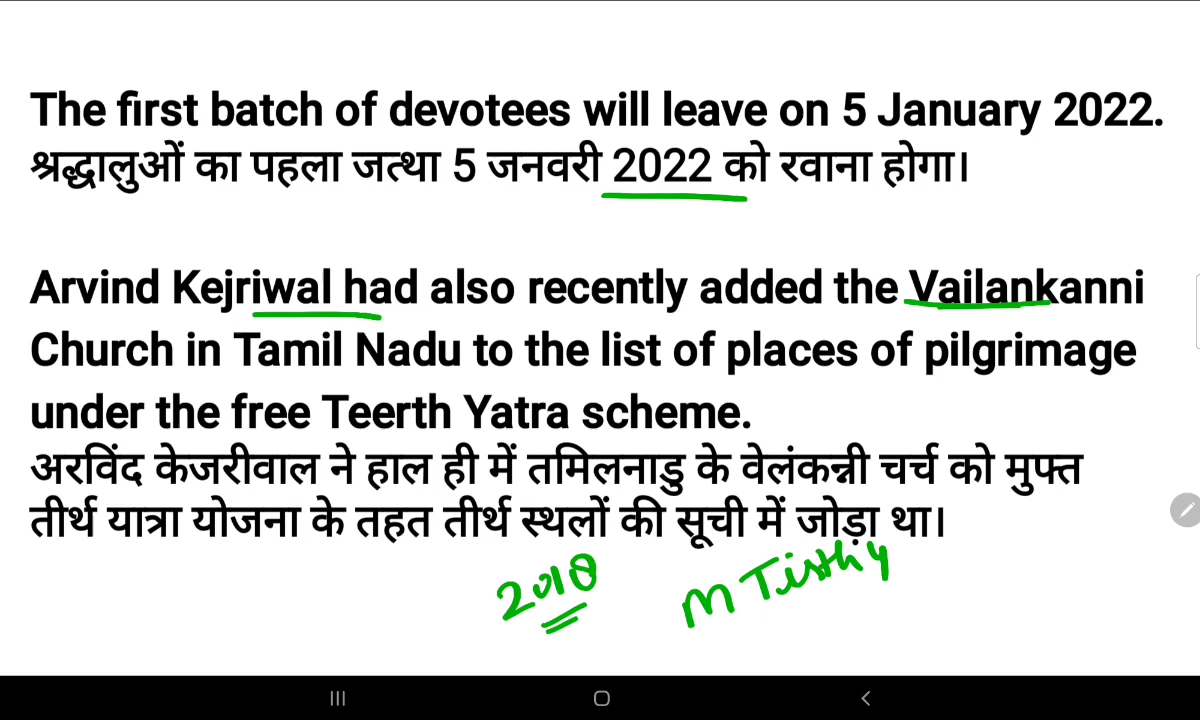 The first batch of devotees will leave on 5 January 2022.
श्रद्धालुओं का पहला जत्था 5 जनवरी 2022 को रवाना होगा।
Arvind Kejriwal had also recently added the Vailankanni
Church in Tamil Nadu to the list of places of pilgrimage
under the free Teerth Yatra scheme.
अरविंद केजरीवाल ने हाल ही में तमिलनाडु के वेलंकन्नी चर्च को मुफ्त
तीर्थ यात्रा योजना के तहत तीर्थ स्थलों की सूची में जोड़ा था।
2018 M